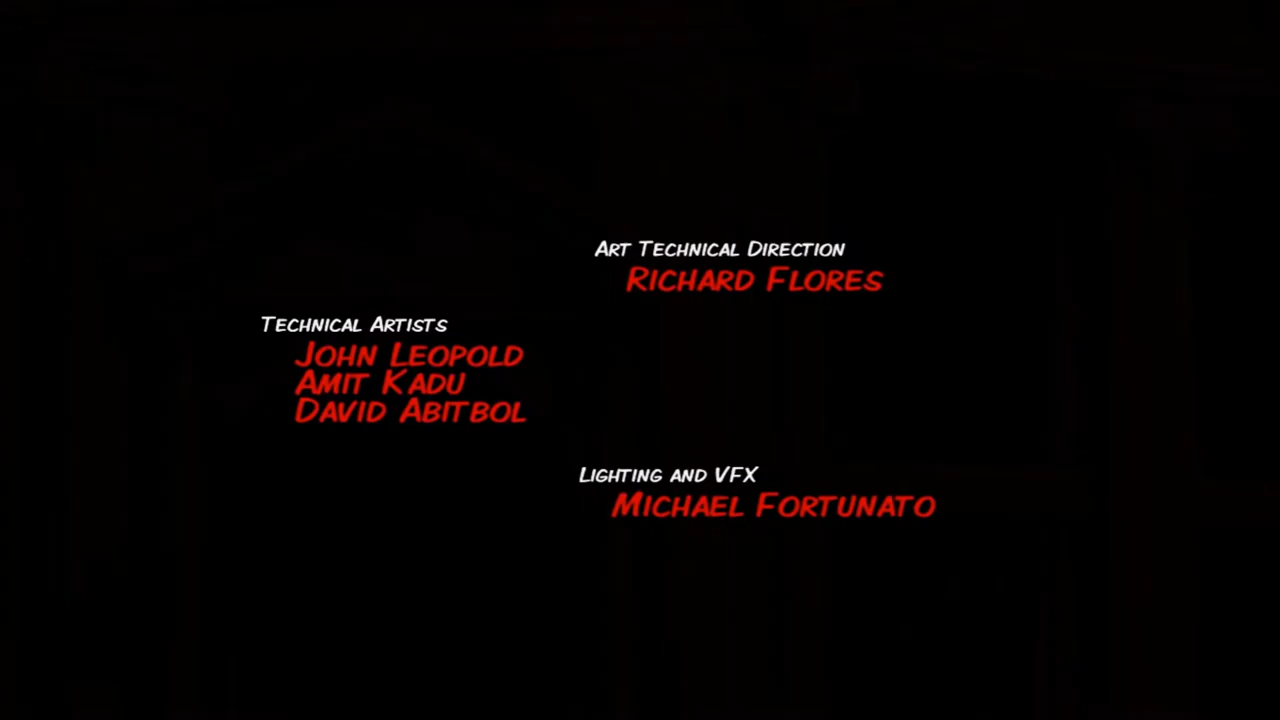 Art Technical Direction
Richard Flores
Technical Artists
John Leopold
Amit Kadu
David Abitbol
Lighting and VFX
Michael Fortunato